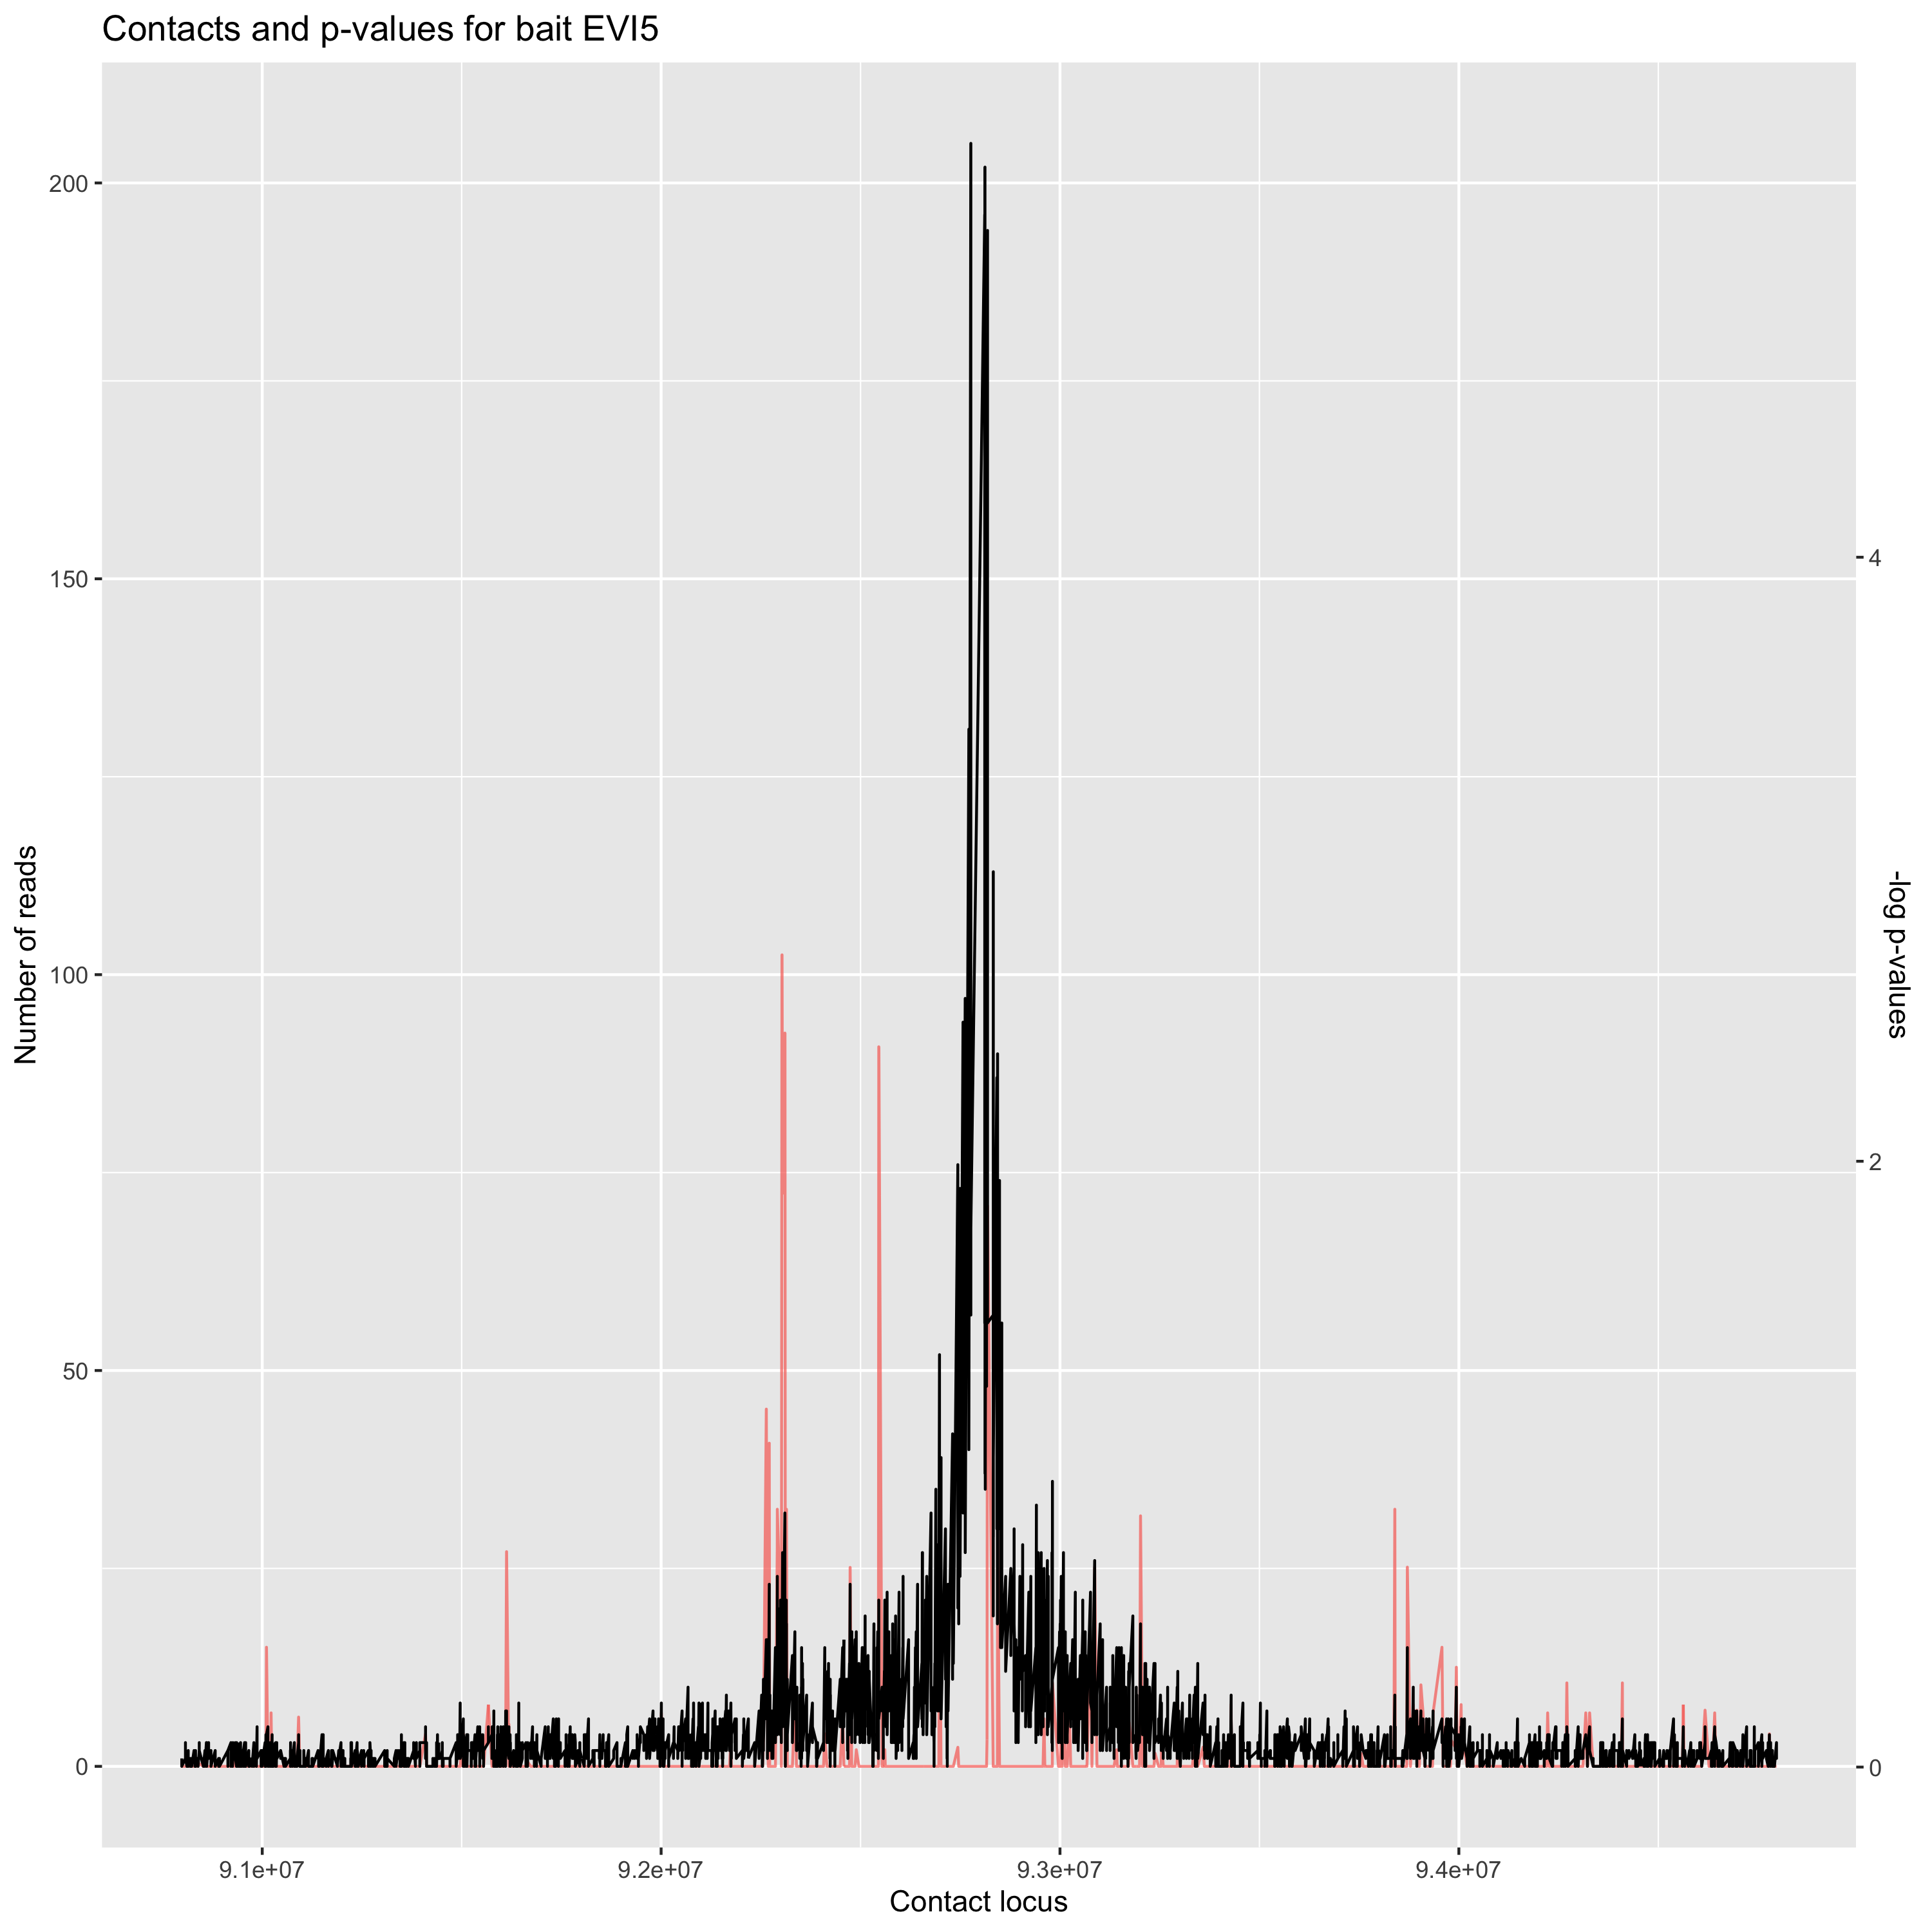 Contacts and p-values for bait EVI5
200
150
100
50
0
Number of reads
4
2
0
-log p-values
9.1e+07
9.2e+07
9.3e+07
9.4e+07
Contact locus